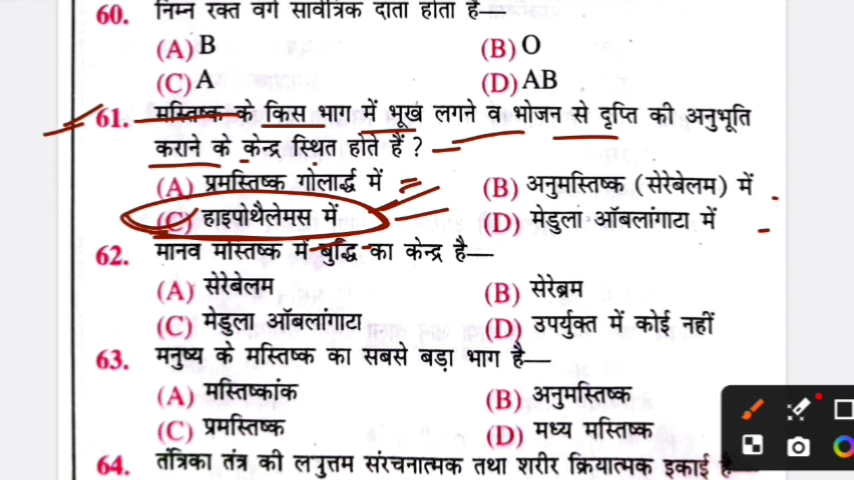 60. निम्न रक्त वर्ग सार्वत्रिक दाता होता है—
(A) B (B) O
(C) A (D) AB
61. मस्तिष्क के किस भाग में भूख लगने व भोजन से तृप्ति की अनुभूति
कराने के केन्द्र स्थित होते हैं ?
(A) प्रमस्तिष्क गोलार्द्ध में (B) अनुमस्तिष्क (सेरेबेलम) में
(C) हाइपोथैलेमस में (D) मेडुला ऑबलांगाटा में
62. मानव मस्तिष्क में बुद्धि का केन्द्र है—
(A) सेरेबेलम (B) सेरेब्रम
(C) मेडुला ऑबलांगाटा (D) उपर्युक्त में कोई नहीं
63. मनुष्य के मस्तिष्क का सबसे बड़ा भाग है—
(A) मस्तिष्कांक (B) अनुमस्तिष्क
(C) प्रमस्तिष्क (D) मध्य मस्तिष्क
64. तंत्रिका तंत्र की संरचनात्मक तथा शरीर क्रियात्मक इकाई है—